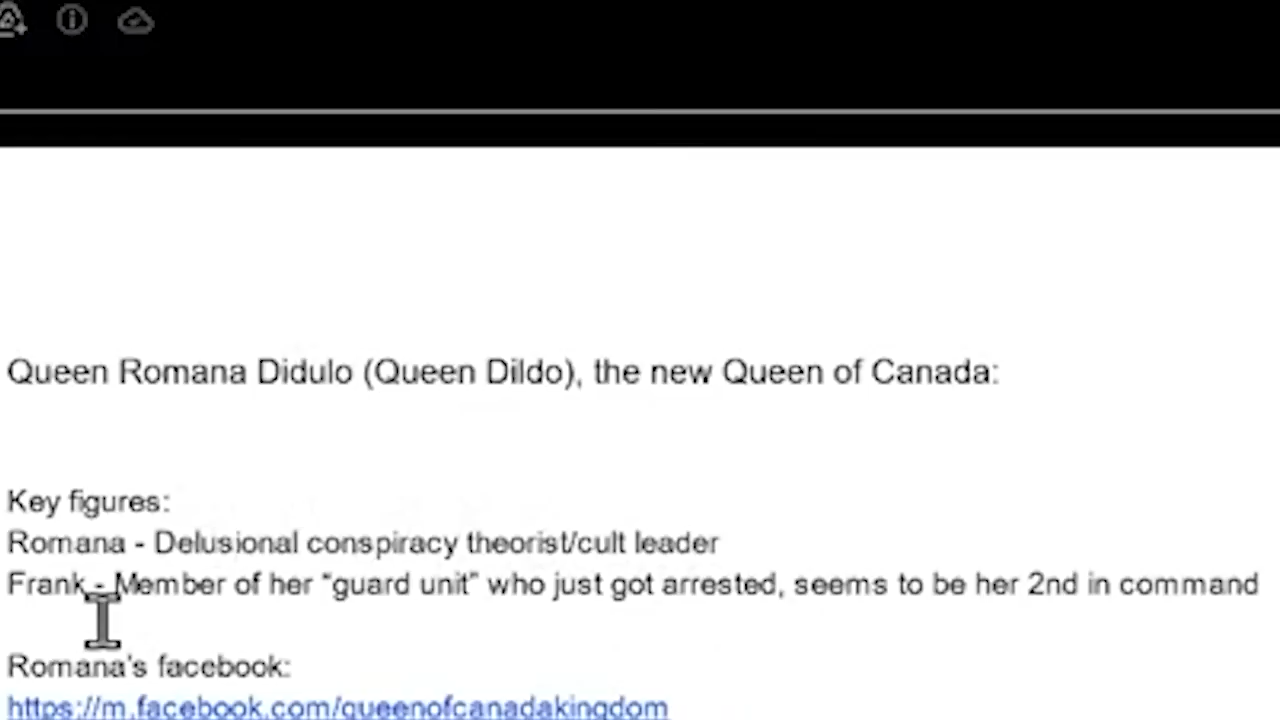 Queen Romana Didulo (Queen Dildo), the new Queen of Canada:
Key figures:
Romana - Delusional conspiracy theorist/cult leader
Frank - Member of her “guard unit” who just got arrested, seems to be her 2nd in command
Romana's facebook:
https://m.facebook.com/queenofcanadakingdom